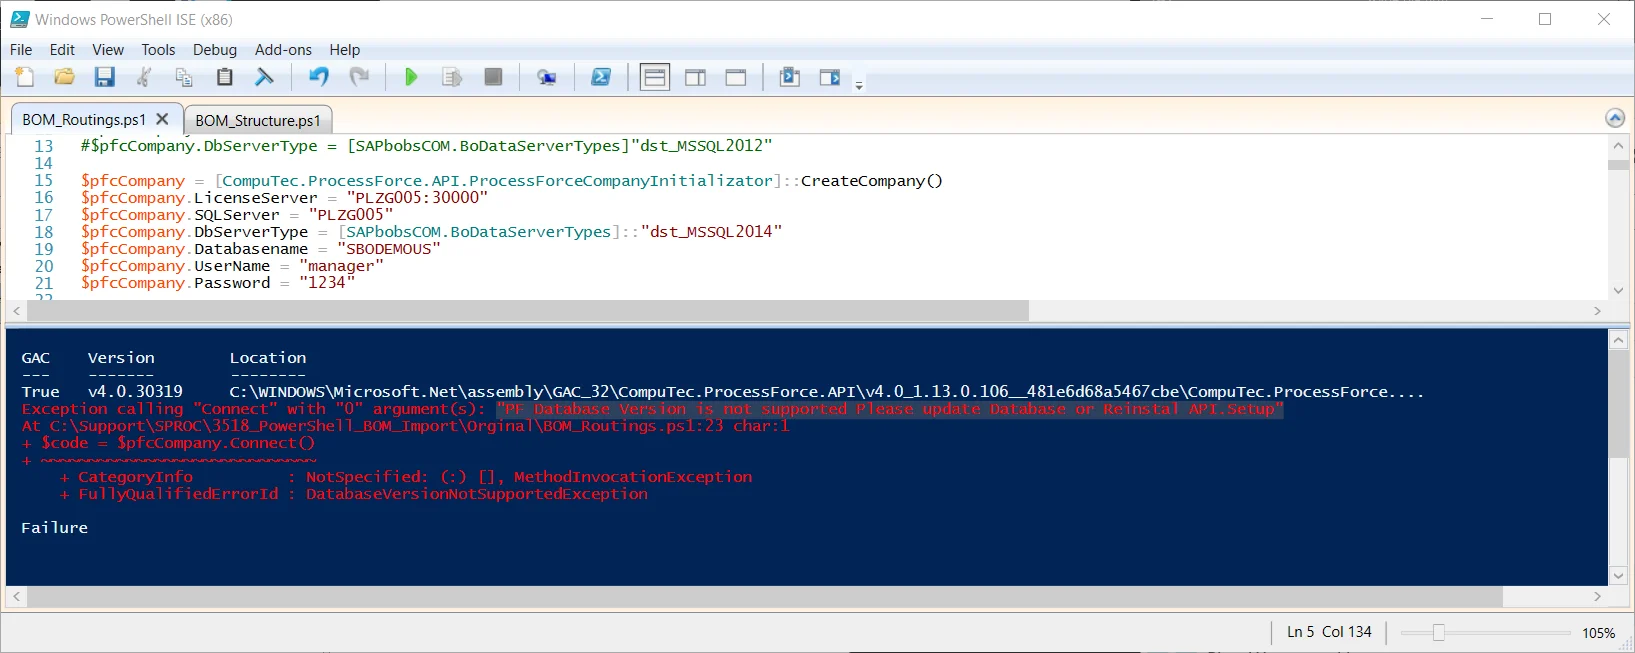 Windows PowerShell ISE (x86)
File Edit View Tools Debug Add-ons Help
BOM_Routings.ps1 BOM_Structure.ps1
13 #$pfcCompany.DbServerType = [SAPbobsCOM.BoDataServerTypes]"dst_MSSQL2012"
14
15 $pfcCompany = [CompuTec.ProcessForce.API.ProcessForceCompanyInitializator]::CreateCompany()
16 $pfcCompany.LicenseServer = "PLZG005:30000"
17 $pfcCompany.SQLServer = "PLZG005"
18 $pfcCompany.DbServerType = [SAPbobsCOM.BoDataServerTypes]::"dst_MSSQL2014"
19 $pfcCompany.Databasename = "SBODEMOUS"
20 $pfcCompany.UserName = "manager"
21 $pfcCompany.Password = "1234"
22
GAC Version Location
--- ------- --------
True v4.0.30319 C:\WINDOWS\Microsoft.Net\assembly\GAC_32\CompuTec.ProcessForce.API\v4.0_1.13.0.106__481e6d68a5467cbe\CompuTec.ProcessForce....
Exception calling "Connect" with "0" argument(s): "PF Database Version is not supported Please update Database or Reinstal API.Setup"
At C:\Support\SPROC\3518_PowerShell_BOM_Import\Orginal\BOM_Routings.ps1:23 char:1
+ $code = $pfcCompany.Connect()
+ ~~~~~~~~~~~~~~~~~~~~~~~~~~~~~
+ CategoryInfo : NotSpecified: (:) [], MethodInvocationException
+ FullyQualifiedErrorId : DatabaseVersionNotSupportedException
Failure
Ln 5 Col 134 105%